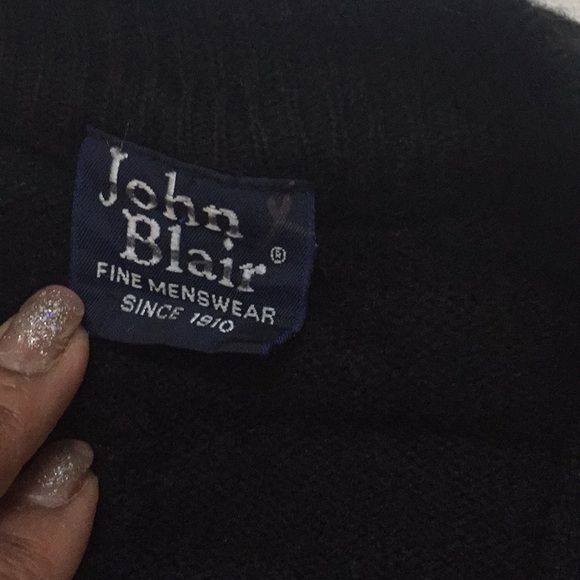 John
Blair®
FINE MENSWEAR
SINCE 1910